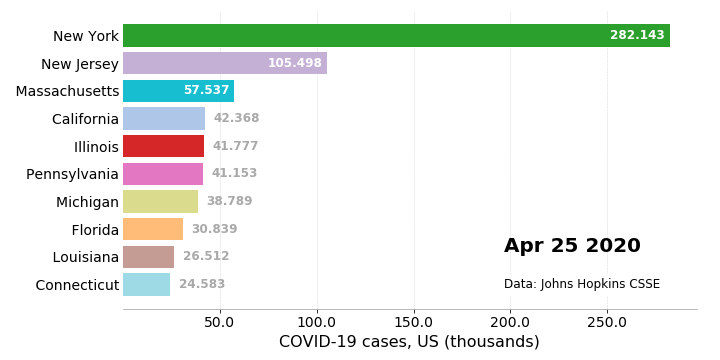 New York 282.143
New Jersey 105.498
Massachusetts 57.537
California 42.368
Illinois 41.777
Pennsylvania 41.153
Michigan 38.789
Florida 30.839
Louisiana 26.512
Connecticut 24.583
Apr 25 2020
Data: Johns Hopkins CSSE
50.0 100.0 150.0 200.0 250.0
COVID-19 cases, US (thousands)